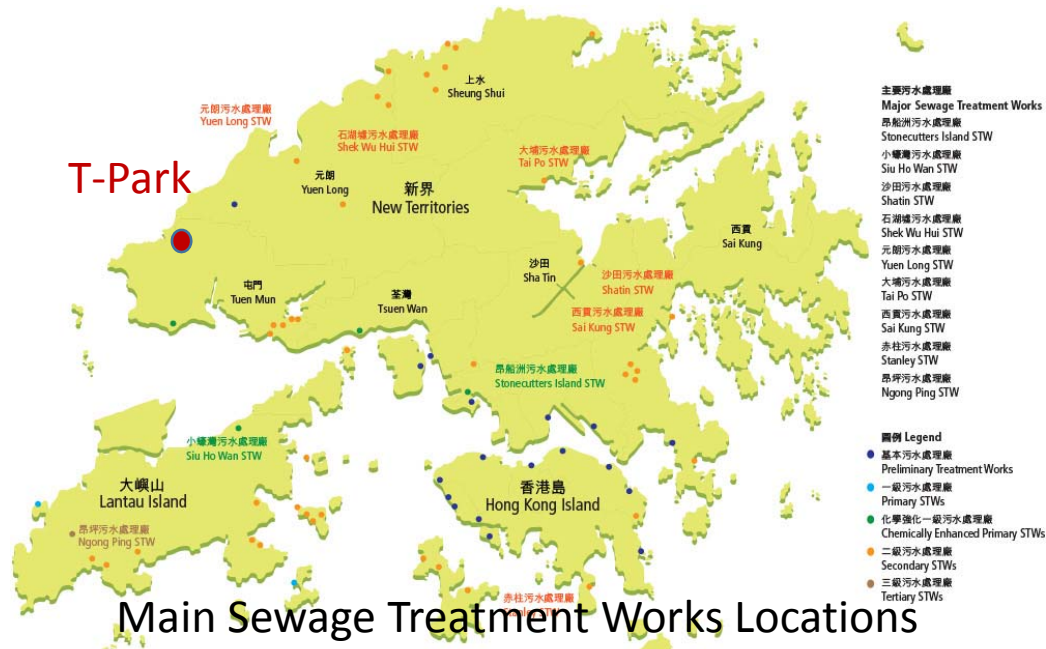 上水
Sheung Shui
元朗污水處理廠
Yuen Long STW
石湖墟污水處理廠
Shek Wu Hui STW
大埔污水處理廠
Tai Po STW
T-Park
元朗
Yuen Long
新界
New Territories
西貢
Sai Kung
沙田
Sha Tin
沙田污水處理廠
Shatin STW
屯門
Tuen Mun
荃灣
Tsuen Wan
西貢污水處理廠
Sai Kung STW
昂船洲污水處理廠
Stonecutters Island STW
小蠔灣污水處理廠
Siu Ho Wan STW
大嶼山
Lantau Island
香港島
Hong Kong Island
昂坪污水處理廠
Ngong Ping STW
赤柱污水處理廠
Stanley STW
Main Sewage Treatment Works Locations
主要污水處理廠
Major Sewage Treatment Works
昂船洲污水處理廠
Stonecutters Island STW
小蠔灣污水處理廠
Siu Ho Wan STW
沙田污水處理廠
Shatin STW
石湖墟污水處理廠
Shek Wu Hui STW
元朗污水處理廠
Yuen Long STW
大埔污水處理廠
Tai Po STW
西貢污水處理廠
Sai Kung STW
赤柱污水處理廠
Stanley STW
昂坪污水處理廠
Ngong Ping STW
圖例 Legend
基本污水處理廠
Preliminary Treatment Works
一級污水處理廠
Primary STWs
化學強化一級污水處理廠
Chemically Enhanced Primary STWs
二級污水處理廠
Secondary STWs
三級污水處理廠
Tertiary STWs